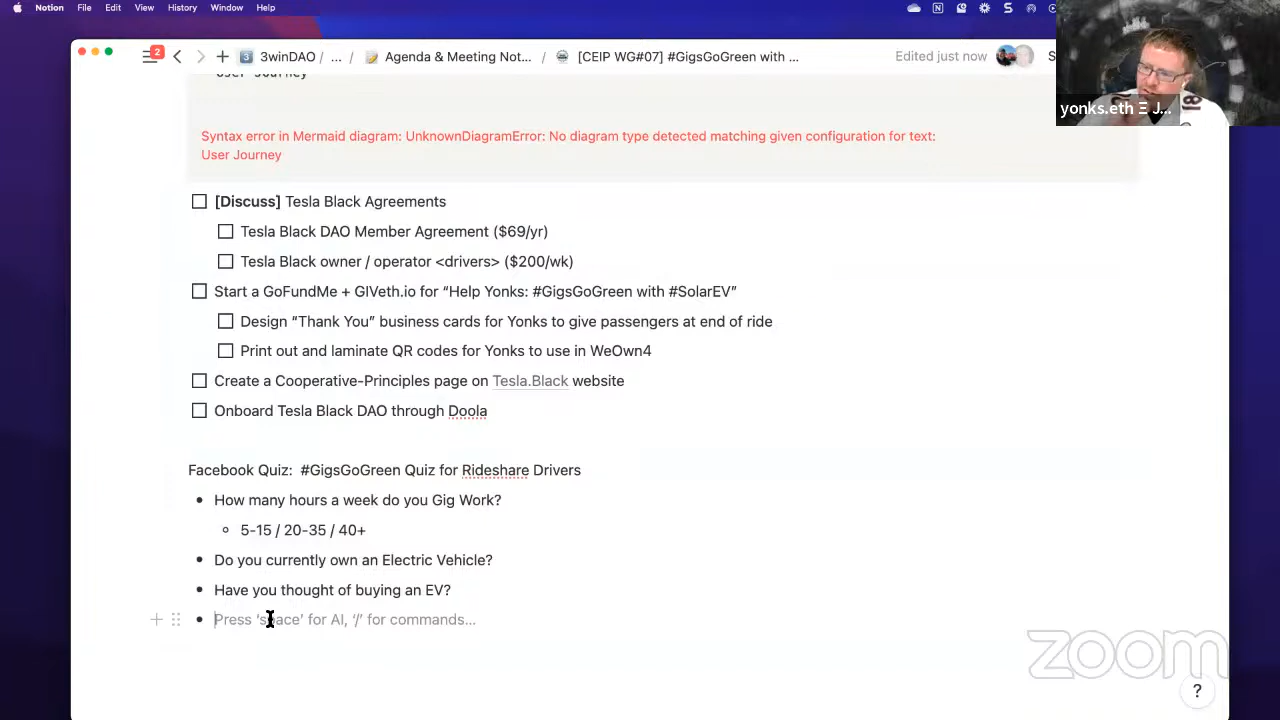 Notion File Edit View History Window Help
2 3winDAO / ... / Agenda & Meeting Not... / [CEIP WG#07] #GigsGoGreen with ... Edited just now S
User Journey
Syntax error in Mermaid diagram: UnknownDiagramError: No diagram type detected matching given configuration for text:
User Journey
[Discuss] Tesla Black Agreements
Tesla Black DAO Member Agreement ($69/yr)
Tesla Black owner / operator <drivers> ($200/wk)
Start a GoFundMe + GIVeth.io for “Help Yonks: #GigsGoGreen with #SolarEV”
Design “Thank You” business cards for Yonks to give passengers at end of ride
Print out and laminate QR codes for Yonks to use in WeOwn4
Create a Cooperative-Principles page on Tesla.Black website
Onboard Tesla Black DAO through Doola
Facebook Quiz: #GigsGoGreen Quiz for Rideshare Drivers
How many hours a week do you Gig Work?
5-15 / 20-35 / 40+
Do you currently own an Electric Vehicle?
Have you thought of buying an EV?
Press ‘space’ for AI, ‘/’ for commands...
yonks.eth Ξ J...
zoom
?